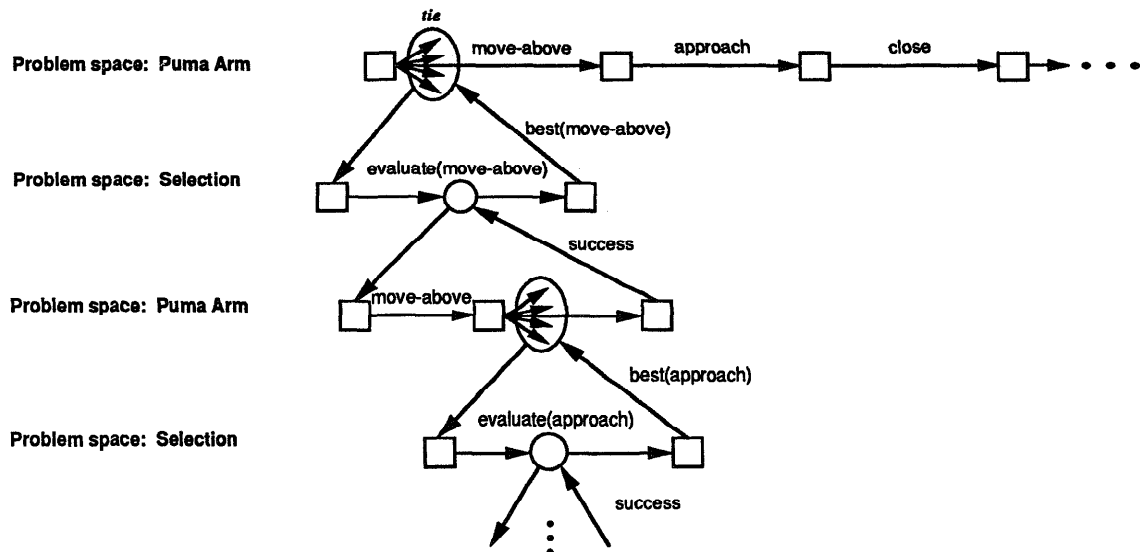 tie
Problem space: Puma Arm
move-above
approach
close
best(move-above)
Problem space: Selection
evaluate(move-above)
success
Problem space: Puma Arm
move-above
best(approach)
Problem space: Selection
evaluate(approach)
success